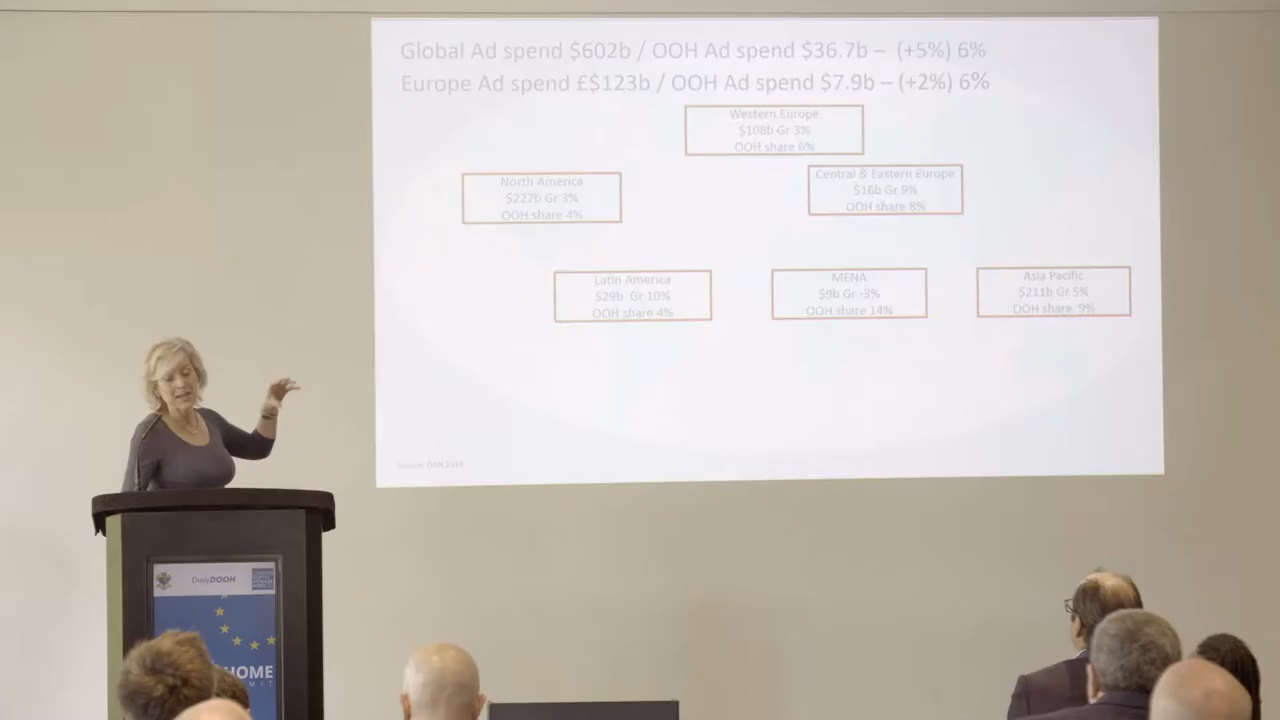 Global Ad spend $602b / OOH Ad spend $36.7b – (+5%) 6%
Europe Ad spend £$123b / OOH Ad spend $7.9b – (+2%) 6%
Western Europe
$108b Gr 3%
OOH share 6%
North America
$227b Gr 3%
OOH share 4%
Central & Eastern Europe
$16b Gr 9%
OOH share 8%
Latin America
$29b Gr 10%
OOH share 4%
MENA
$9b Gr -3%
OOH share 14%
Asia Pacific
$211b Gr 5%
OOH share 9%
DailyDOOH
HOME